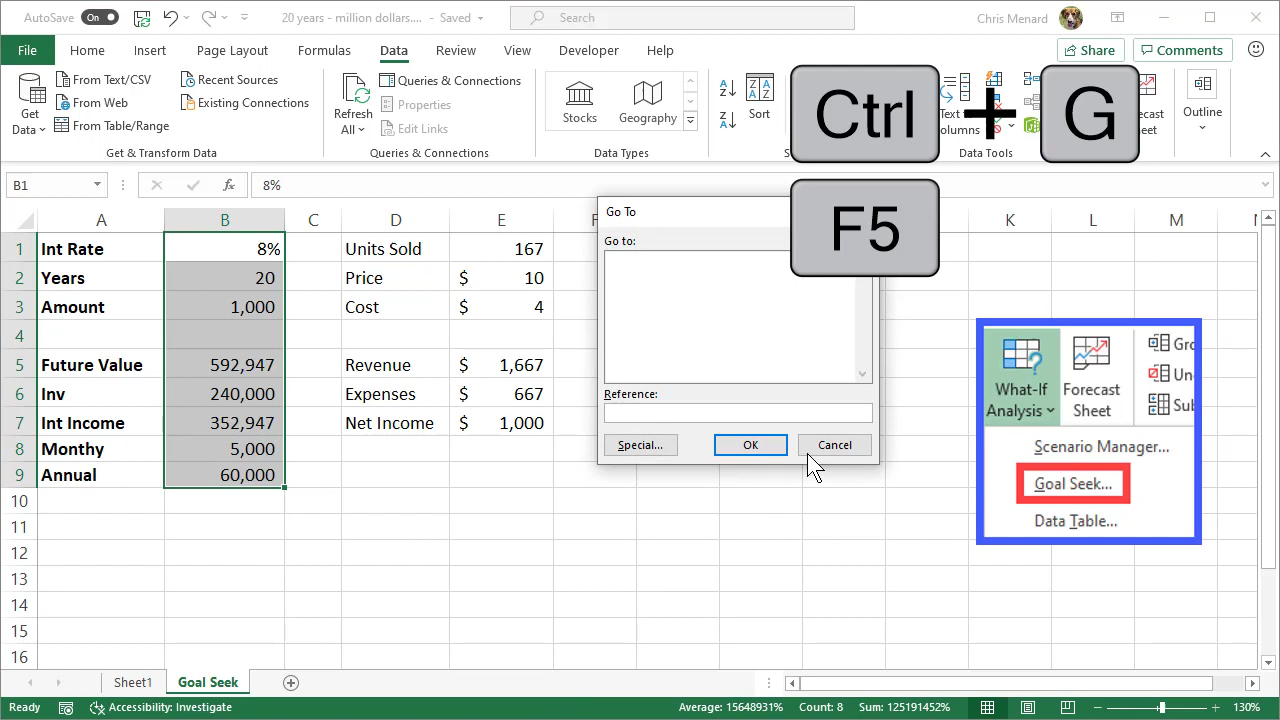 AutoSave On 20 years - million dollars.... - Saved Search Chris Menard
File Home Insert Page Layout Formulas Data Review View Developer Help Share Comments
Get Data
From Text/CSV
From Web
From Table/Range
Recent Sources
Existing Connections
Get & Transform Data
Refresh All
Queries & Connections
Properties
Edit Links
Queries & Connections
Stocks Geography
Data Types
Sort
Data Tools
Outline
Ctrl + G
F5
B1 fx 8%
A B C D E K L M
1 Int Rate 8% Units Sold 167
2 Years 20 Price $ 10
3 Amount 1,000 Cost $ 4
4
5 Future Value 592,947 Revenue $ 1,667
6 Inv 240,000 Expenses $ 667
7 Int Income 352,947 Net Income $ 1,000
8 Monthy 5,000
9 Annual 60,000
10
11
12
13
14
15
16
Go To
Go to:
Reference:
Special... OK Cancel
What-If Analysis
Forecast Sheet
Scenario Manager...
Goal Seek...
Data Table...
Sheet1 Goal Seek
Ready Accessibility: Investigate Average: 15648931% Count: 8 Sum: 125191452% 130%